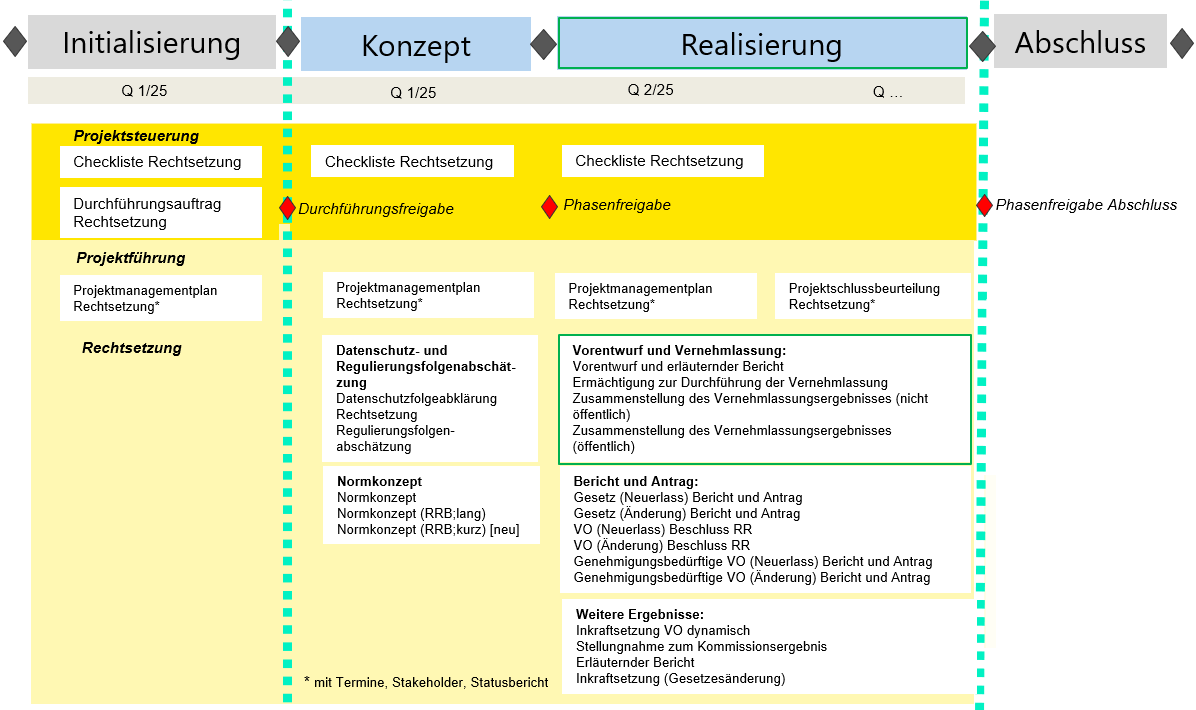 Initialisierung
Konzept
Realisierung
Abschluss
Q 1/25
Q 1/25
Q 2/25
Q ...
Projektsteuerung
Checkliste Rechtsetzung
Checkliste Rechtsetzung
Checkliste Rechtsetzung
Durchführungsauftrag
Rechtsetzung
Durchführungsfreigabe
Phasenfreigabe
Phasenfreigabe Abschluss
Projektführung
Projektmanagementplan
Rechtsetzung*
Projektmanagementplan
Rechtsetzung*
Projektmanagementplan
Rechtsetzung*
Projektschlussbeurteilung
Rechtsetzung*
Rechtsetzung
Datenschutz- und
Regulierungsfolgenabschät-
zung
Datenschutzfolgeabklärung
Rechtsetzung
Regulierungsfolgen-
abschätzung
Normkonzept
Normkonzept
Normkonzept (RRB;lang)
Normkonzept (RRB;kurz) [neu]
Vorentwurf und Vernehmlassung:
Vorentwurf und erläuternder Bericht
Ermächtigung zur Durchführung der Vernehmlassung
Zusammenstellung des Vernehmlassungsergebnisses (nicht
öffentlich)
Zusammenstellung des Vernehmlassungsergebnisses
(öffentlich)
Bericht und Antrag:
Gesetz (Neuerlass) Bericht und Antrag
Gesetz (Änderung) Bericht und Antrag
VO (Neuerlass) Beschluss RR
VO (Änderung) Beschluss RR
Genehmigungsbedürftige VO (Neuerlass) Bericht und Antrag
Genehmigungsbedürftige VO (Änderung) Bericht und Antrag
Weitere Ergebnisse:
Inkraftsetzung VO dynamisch
Stellungnahme zum Kommissionsergebnis
Erläuternder Bericht
Inkraftsetzung (Gesetzesänderung)
* mit Termine, Stakeholder, Statusbericht